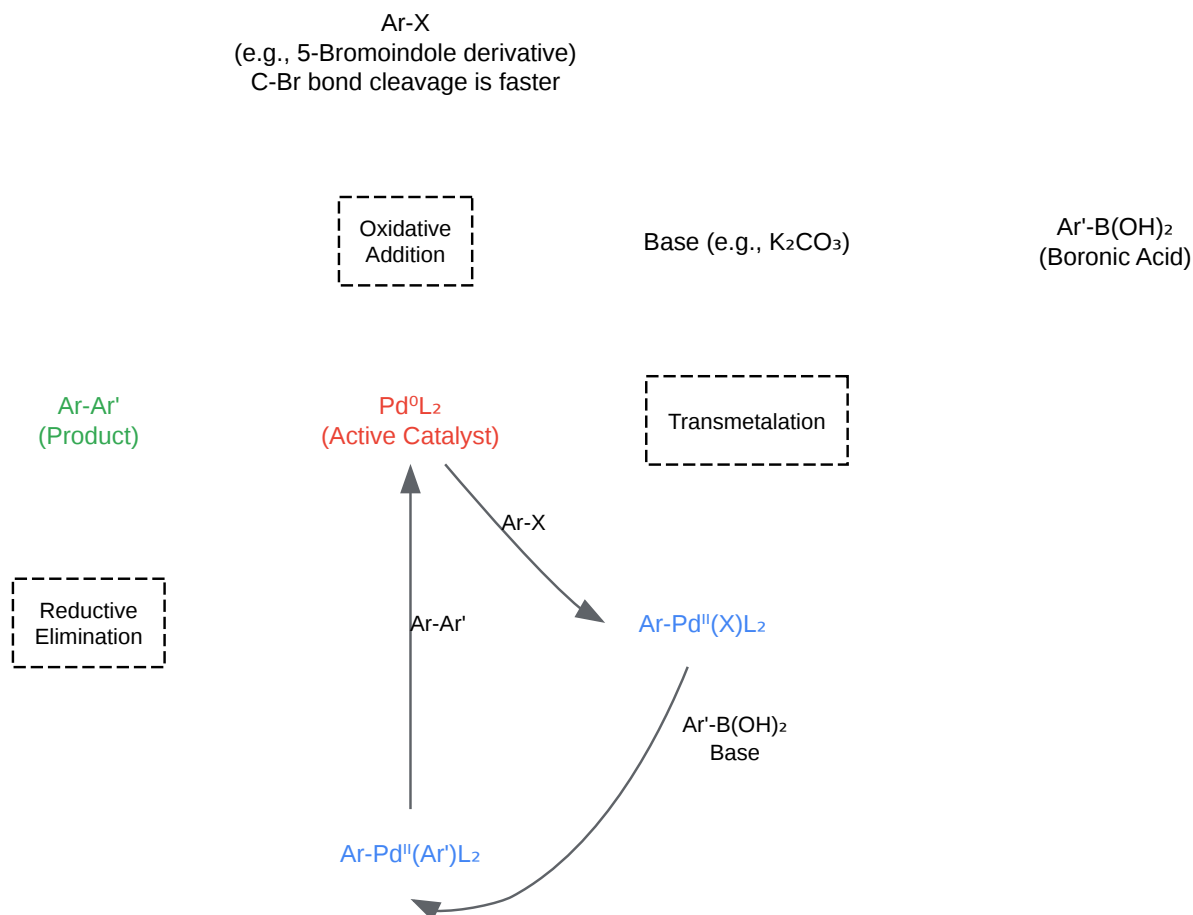 Ar-X
(e.g., 5-Bromoindole derivative)
C-Br bond cleavage is faster
Oxidative
Addition
Base (e.g., K₂CO₃)
Ar'-B(OH)₂
(Boronic Acid)
Ar-Ar'
(Product)
Pd⁰L₂
(Active Catalyst)
Transmetalation
Ar-X
Reductive
Elimination
Ar-Ar'
Ar-Pdᴵᴵ(X)L₂
Ar'-B(OH)₂
Base
Ar-Pdᴵᴵ(Ar')L₂